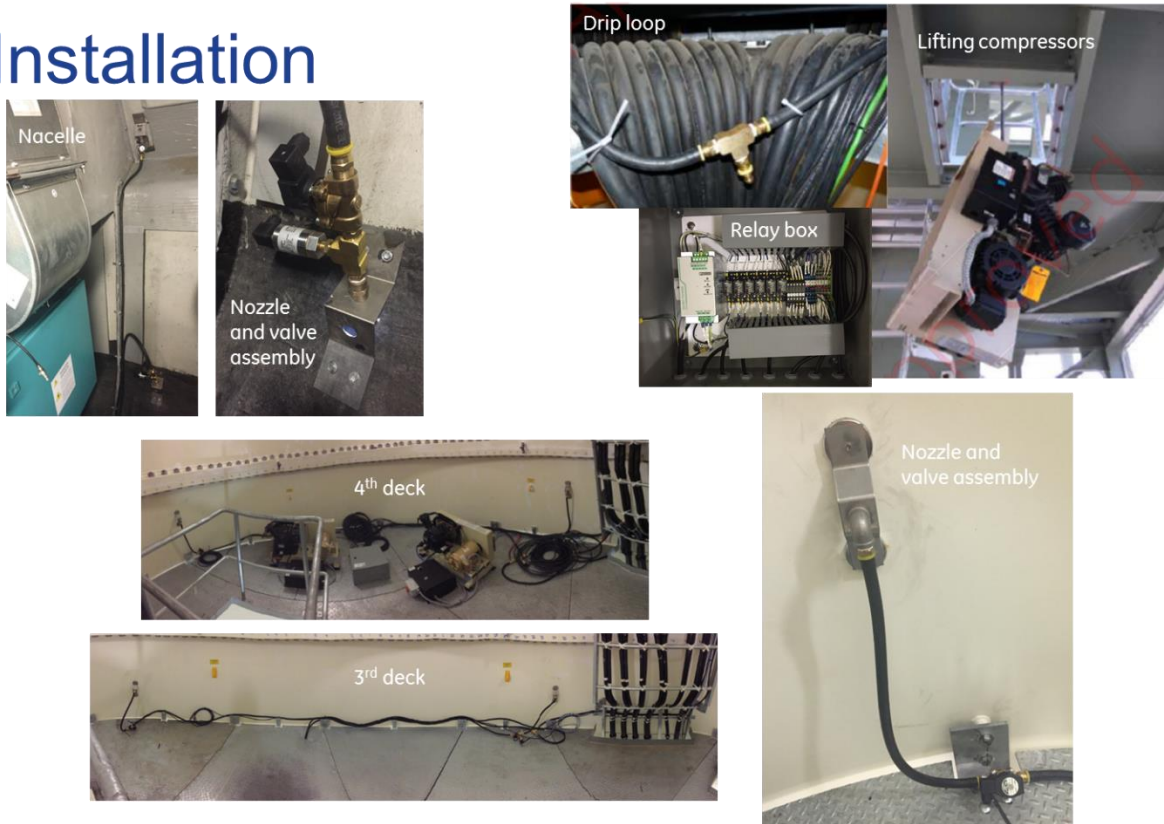 Installation
Nacelle
Nozzle
and valve
assembly
Drip loop
Relay box
Lifting compressors
4th deck
3rd deck
Nozzle and
valve assembly